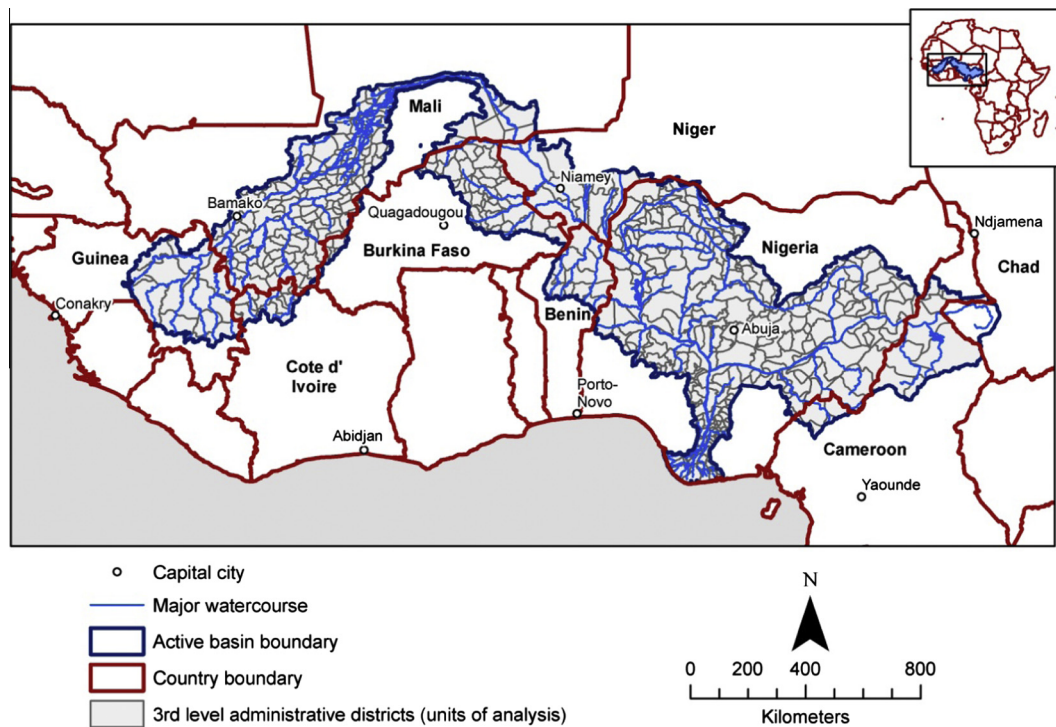 Mali
Niger
Niamey
Bamako
Quagadougou
Ndjamena
Nigeria
Burkina Faso
Guinea
Chad
Conakry
Benin
Abuja
Cote d'
Ivoire
Porto-
Novo
Abidjan
Cameroon
Yaounde
Capital city
Major watercourse
Active basin boundary
Country boundary
3rd level administrative districts (units of analysis)
N
0 200 400 800
Kilometers